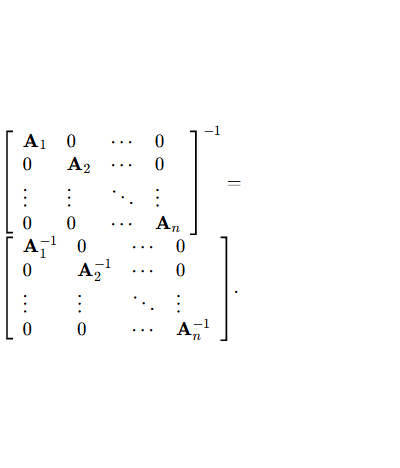 \begin{bmatrix} \mathbf{A}_1 & 0 & \cdots & 0 \\ 0 & \mathbf{A}_2 & \cdots & 0 \\ \vdots & \vdots & \ddots & \vdots \\ 0 & 0 & \cdots & \mathbf{A}_n \end{bmatrix}^{-1} =
\begin{bmatrix} \mathbf{A}_1^{-1} & 0 & \cdots & 0 \\ 0 & \mathbf{A}_2^{-1} & \cdots & 0 \\ \vdots & \vdots & \ddots & \vdots \\ 0 & 0 & \cdots & \mathbf{A}_n^{-1} \end{bmatrix}.